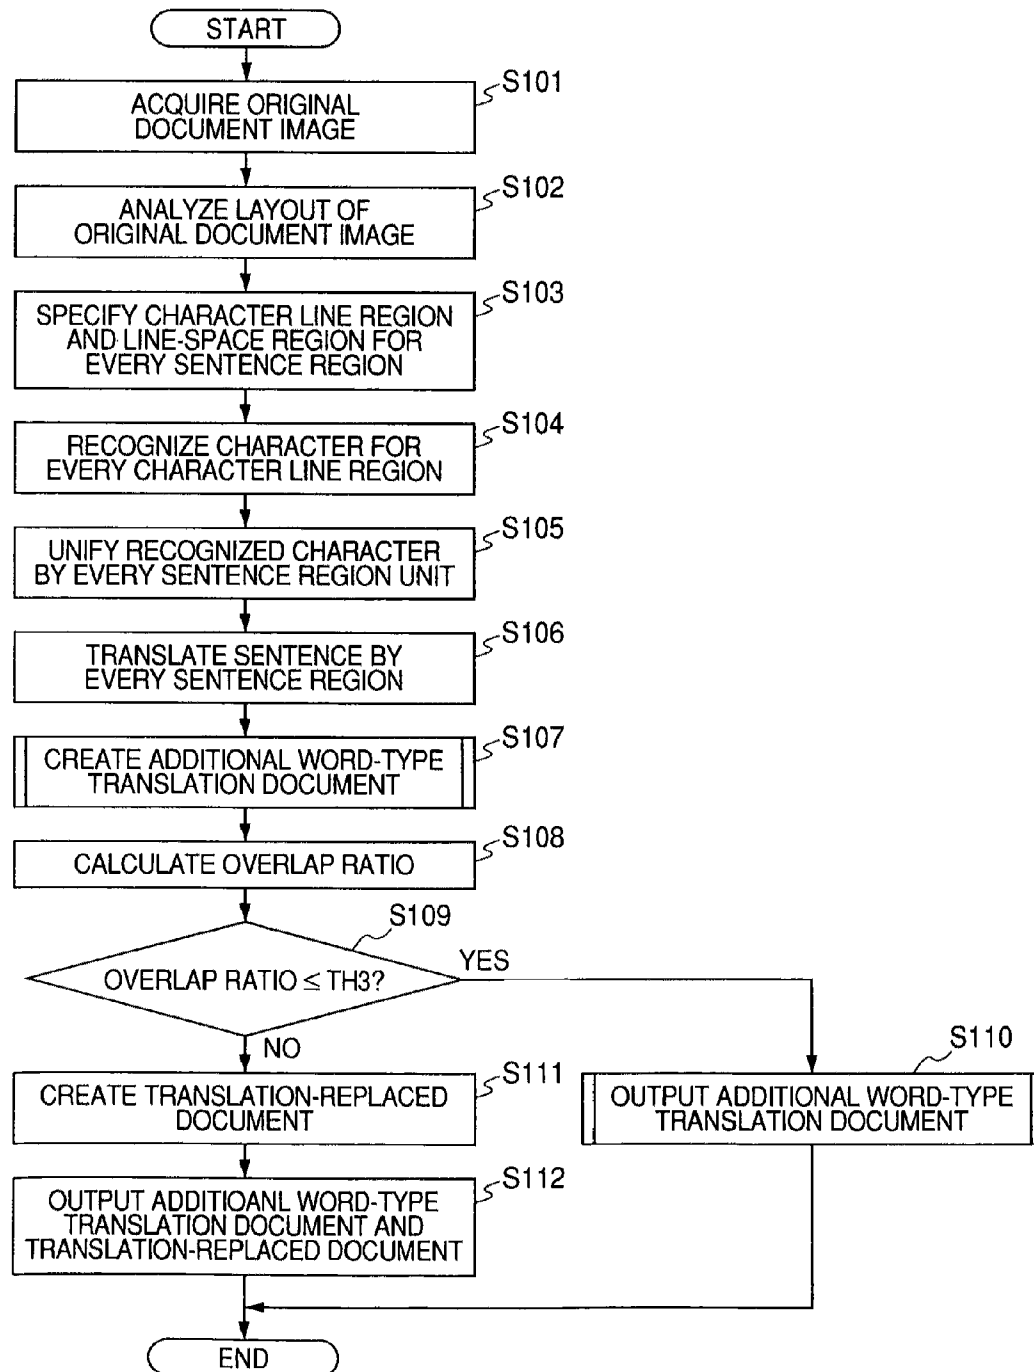 START
S101
ACQUIRE ORIGINAL
DOCUMENT IMAGE
S102
ANALYZE LAYOUT OF
ORIGINAL DOCUMENT IMAGE
S103
SPECIFY CHARACTER LINE REGION
AND LINE-SPACE REGION FOR
EVERY SENTENCE REGION
S104
RECOGNIZE CHARACTER FOR
EVERY CHARACTER LINE REGION
S105
UNIFY RECOGNIZED CHARACTER
BY EVERY SENTENCE REGION UNIT
S106
TRANSLATE SENTENCE BY
EVERY SENTENCE REGION
S107
CREATE ADDITIONAL WORD-TYPE
TRANSLATION DOCUMENT
S108
CALCULATE OVERLAP RATIO
S109
OVERLAP RATIO ≤ TH3?
YES
NO
S110
OUTPUT ADDITIONAL WORD-TYPE
TRANSLATION DOCUMENT
S111
CREATE TRANSLATION-REPLACED
DOCUMENT
S112
OUTPUT ADDITIOANL WORD-TYPE
TRANSLATION DOCUMENT AND
TRANSLATION-REPLACED DOCUMENT
END